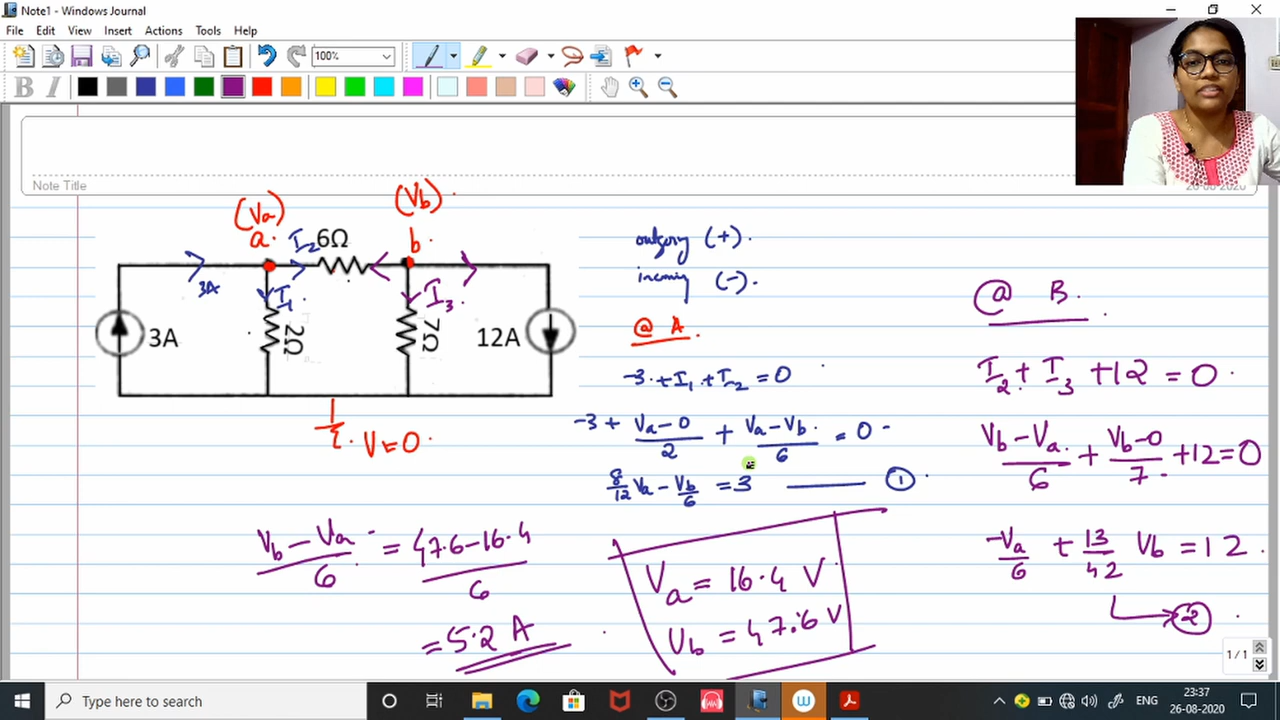 Note1 - Windows Journal
File Edit View Insert Actions Tools Help
100%
B I
Note Title
26-08-2020
(Va) (Vb)
a b
I2 6Ω
3A
I1 I3
3A 2Ω 7Ω 12A
V=0
outgoing (+)
incoming (-)
@ A
-3 + I1 + I2 = 0
-3 + Va-0/2 + Va-Vb/6 = 0
8/12 Va - Vb/6 = 3 ——— ①
@ B
I2 + I3 + 12 = 0
Vb-Va/6 + Vb-0/7 + 12 = 0
-Va/6 + 13/42 Vb = 12
②
Vb - Va/6 = 47.6-16.4/6
= 5.2 A
Va = 16.4 V
Vb = 47.6 V
1 / 1
Type here to search
ENG
23:37
26-08-2020